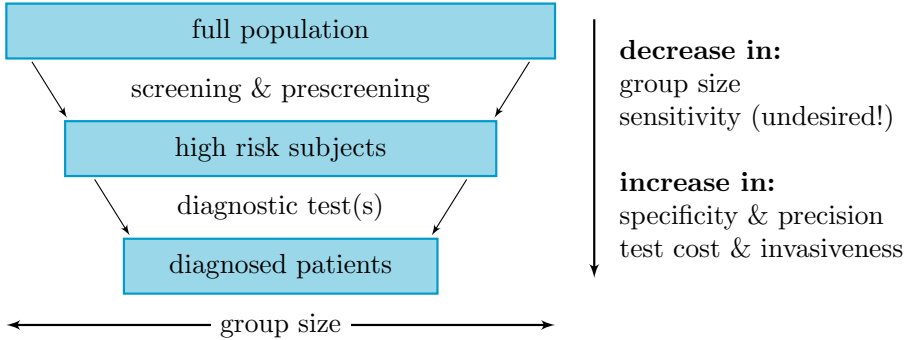 full population
screening & prescreening
high risk subjects
diagnostic test(s)
diagnosed patients
group size
decrease in:
group size
sensitivity (undesired!)
increase in:
specificity & precision
test cost & invasiveness